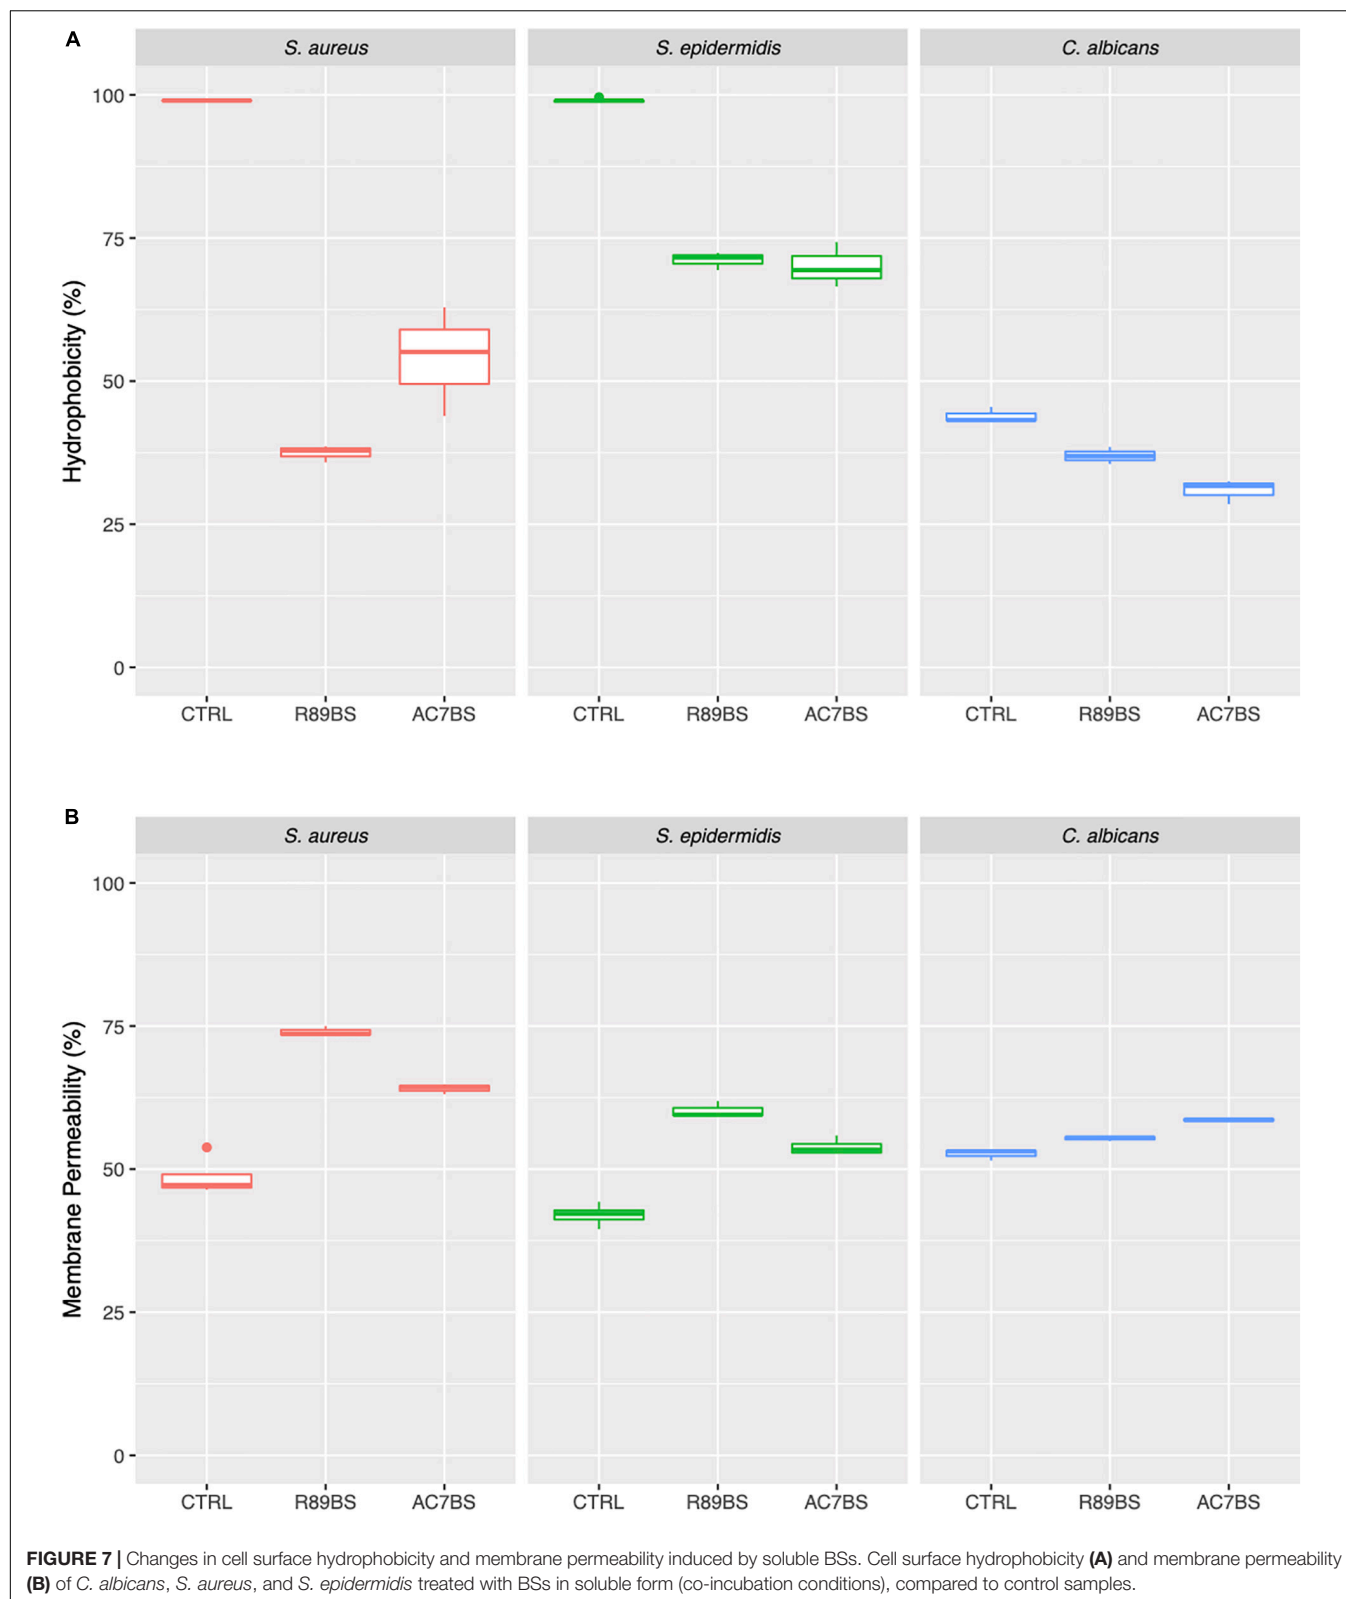 A
S. aureus
S. epidermidis
C. albicans
Hydrophobicity (%)
100
75
50
25
0
CTRL R89BS AC7BS
CTRL R89BS AC7BS
CTRL R89BS AC7BS
B
S. aureus
S. epidermidis
C. albicans
Membrane Permeability (%)
100
75
50
25
0
CTRL R89BS AC7BS
CTRL R89BS AC7BS
CTRL R89BS AC7BS
FIGURE 7 | Changes in cell surface hydrophobicity and membrane permeability induced by soluble BSs. Cell surface hydrophobicity (A) and membrane permeability
(B) of C. albicans, S. aureus, and S. epidermidis treated with BSs in soluble form (co-incubation conditions), compared to control samples.